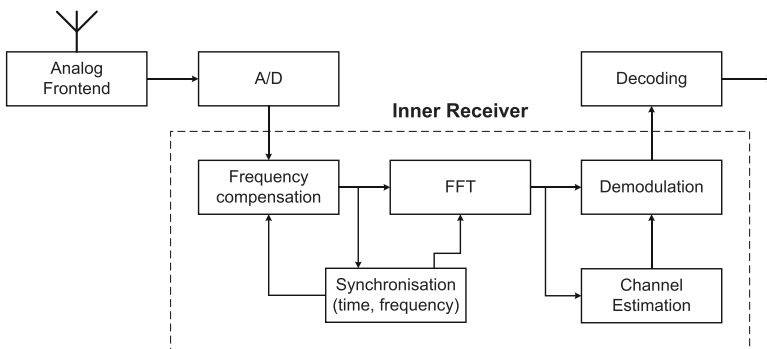 Analog
Frontend
A/D
Decoding
Inner Receiver
Frequency
compensation
FFT
Demodulation
Synchronisation
(time, frequency)
Channel
Estimation